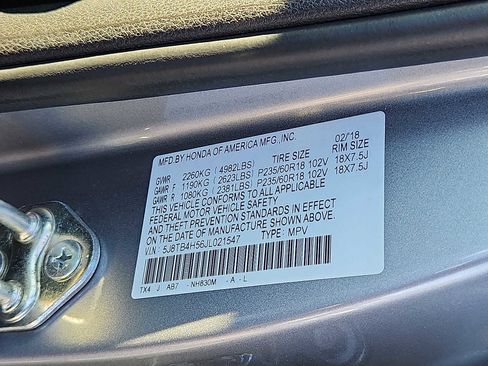 MFD.BY HONDA OF AMERICA MFG.,INC. 02/18
TIRE SIZE RIM SIZE
GVWR 2260KG (4982LBS)
GAWR F 1190KG (2623LBS) P235/60R18 102V 18X7.5J
GAWR R 1080KG (2381LBS) P235/60R18 102V 18X7.5J
THIS VEHICLE CONFORMS TO ALL APPLICABLE
FEDERAL MOTOR VEHICLE SAFETY
AND THEFT PREVENTION STANDARDS IN EFFECT
ON THE DATE OF MANUFACTURE SHOWN ABOVE.
V.I.N: 5J8TB4H56JL021547 TYPE: MPV
TX4 J AB7 -NH830M -A -L